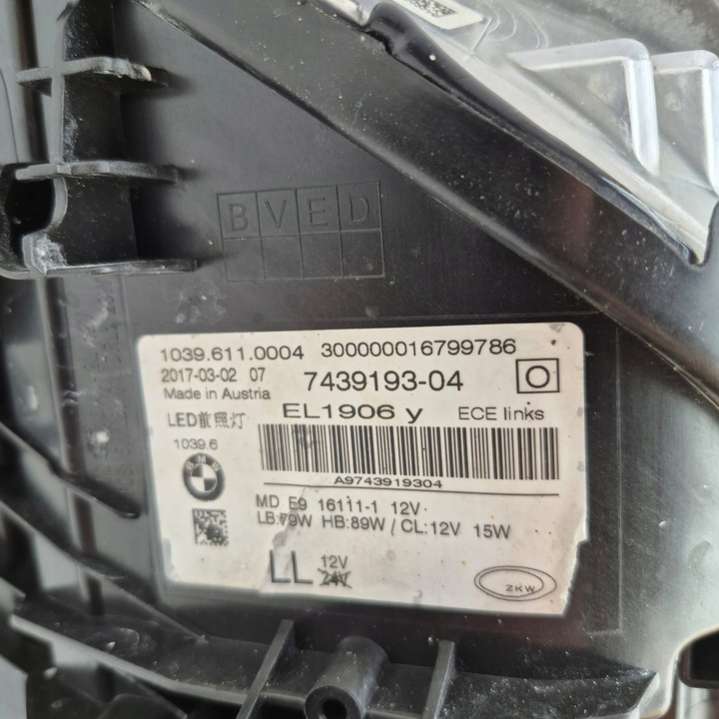 BVED
1039.611.0004 300000016799786
2017-03-02 07 7439193-04
Made in Austria
LED前照灯 EL1906 y ECE links
1039.6
A9743919304
MD E9 16111-1 12V
LB:79W HB:89W / CL:12V 15W
LL 12V
24V
ZKW